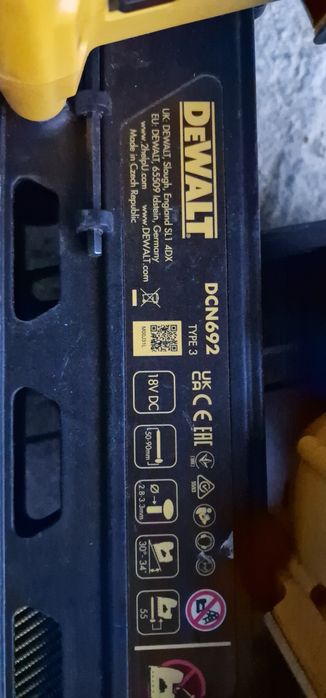 DEWALT
UK: DEWALT, Slough, England SL1 4DX
EU: DEWALT, 65509 Idstein, Germany
www.2helpU.com www.DEWALT.com
Made in Czech Republic
DCN692
TYPE 3
UK
CA CE EAC
18V DC
50-90mm
Ø
2.8-3.3mm
30°- 34°
55